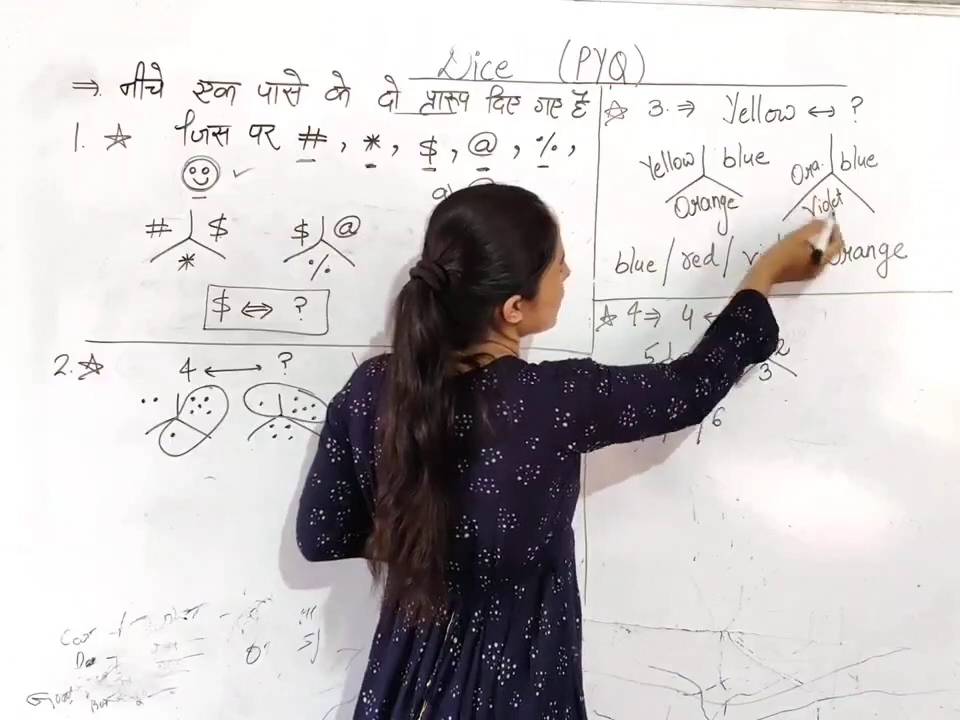 Dice (PYQ)
⇒ नीचे एक पासे के दो प्रारूप दिए गए है
1. ☆ जिस पर #, *, $, @, %,
☺ ✓
# $ *
$ @ %
$ ⇔ ?
2. ☆ 4 ↔ ?
☆ 3. ⇒ Yellow ↔ ?
Yellow blue Orange
Ora. blue Violet
blue / red / Orange
☆ 4 ⇒ 4
5
2
3
6